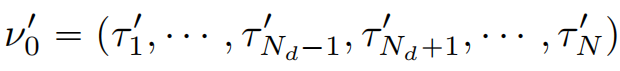 ν′₀ = (τ′₁, ⋯ , τ′_{N_d−1}, τ′_{N_d+1}, ⋯ , τ′_N)